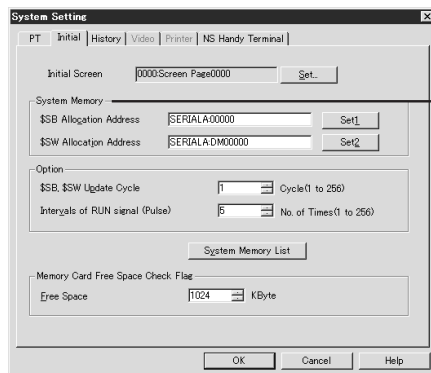 System Setting
PT Initial History Video Printer NS Handy Terminal
Initial Screen 0000:Screen Page0000 Set..
System Memory
$SB Allocation Address SERIALA:00000 Set1
$SW Allocation Address SERIALA:DM00000 Set2
Option
$SB, $SW Update Cycle 1 Cycle(1 to 256)
Intervals of RUN signal (Pulse) 5 No. of Times(1 to 256)
System Memory List
Memory Card Free Space Check Flag
Free Space 1024 KByte
OK Cancel Help